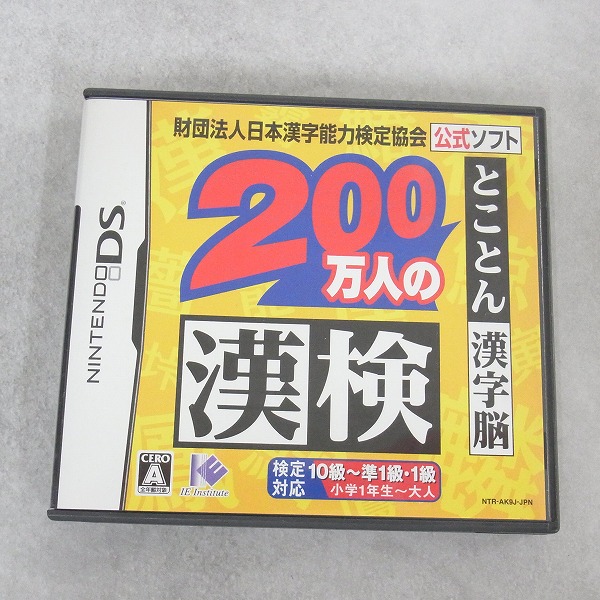 財団法人日本漢字能力検定協会 公式ソフト
200
万人の
漢検
とことん
漢字脳
NINTENDO DS
CERO
A
全年齢対象
IE Institute
検定対応
10級〜準1級・1級
小学1年生〜大人
NTR-AK9J-JPN